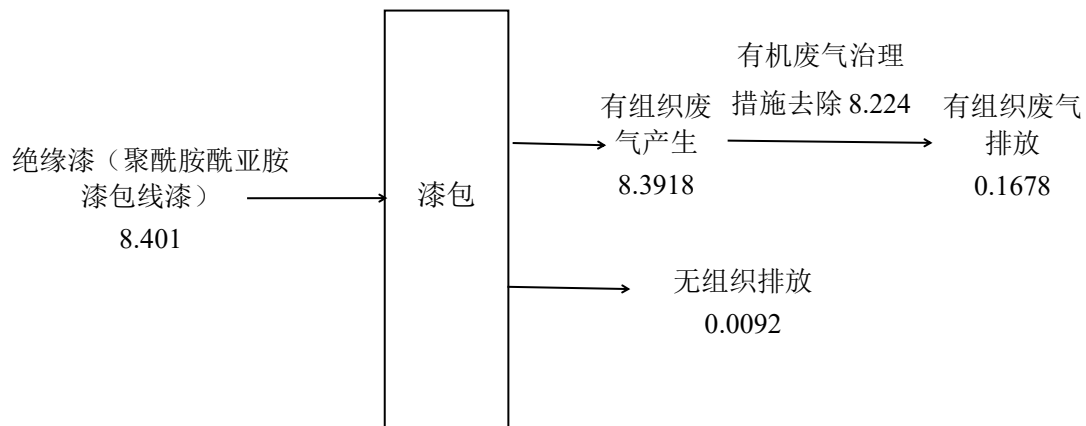 绝缘漆（聚酰胺酰亚胺
漆包线漆）
8.401
漆包
有组织废
气产生
8.3918
有机废气治理
措施去除 8.224
有组织废气
排放
0.1678
无组织排放
0.0092